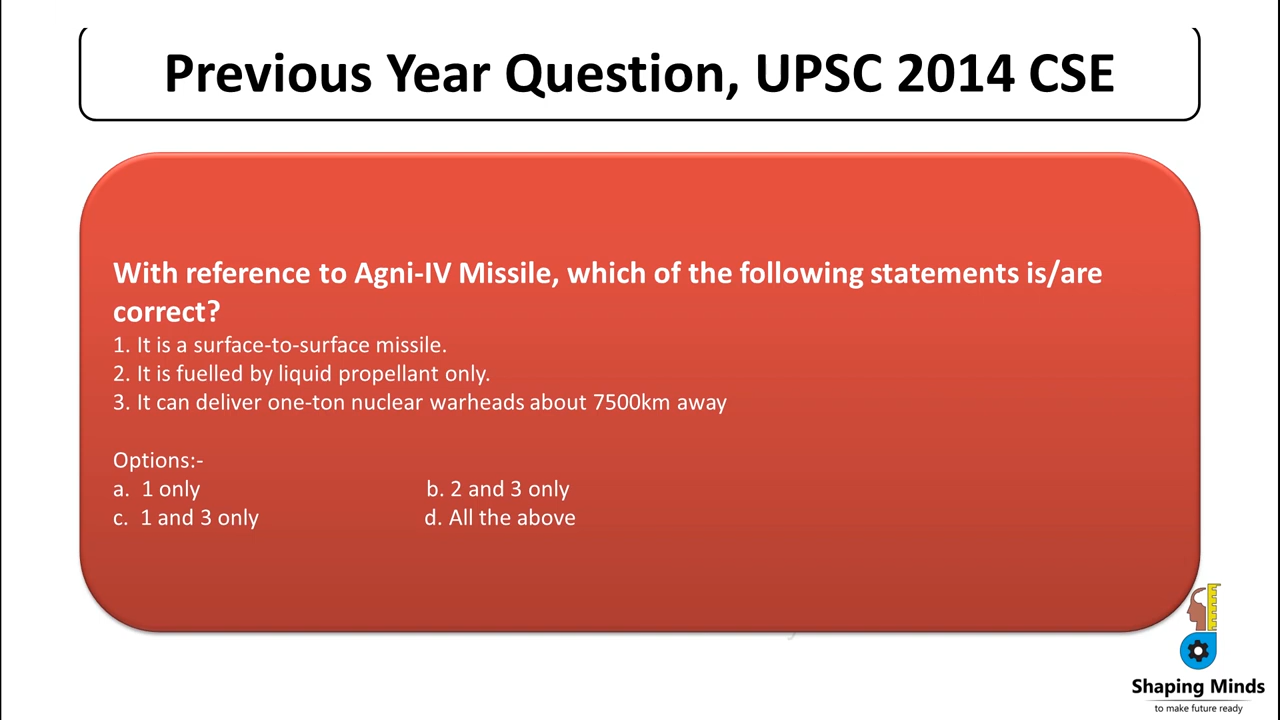 Previous Year Question, UPSC 2014 CSE
With reference to Agni-IV Missile, which of the following statements is/are
correct?
1. It is a surface-to-surface missile.
2. It is fuelled by liquid propellant only.
3. It can deliver one-ton nuclear warheads about 7500km away
Options:-
a. 1 only b. 2 and 3 only
c. 1 and 3 only d. All the above
Shaping Minds
to make future ready